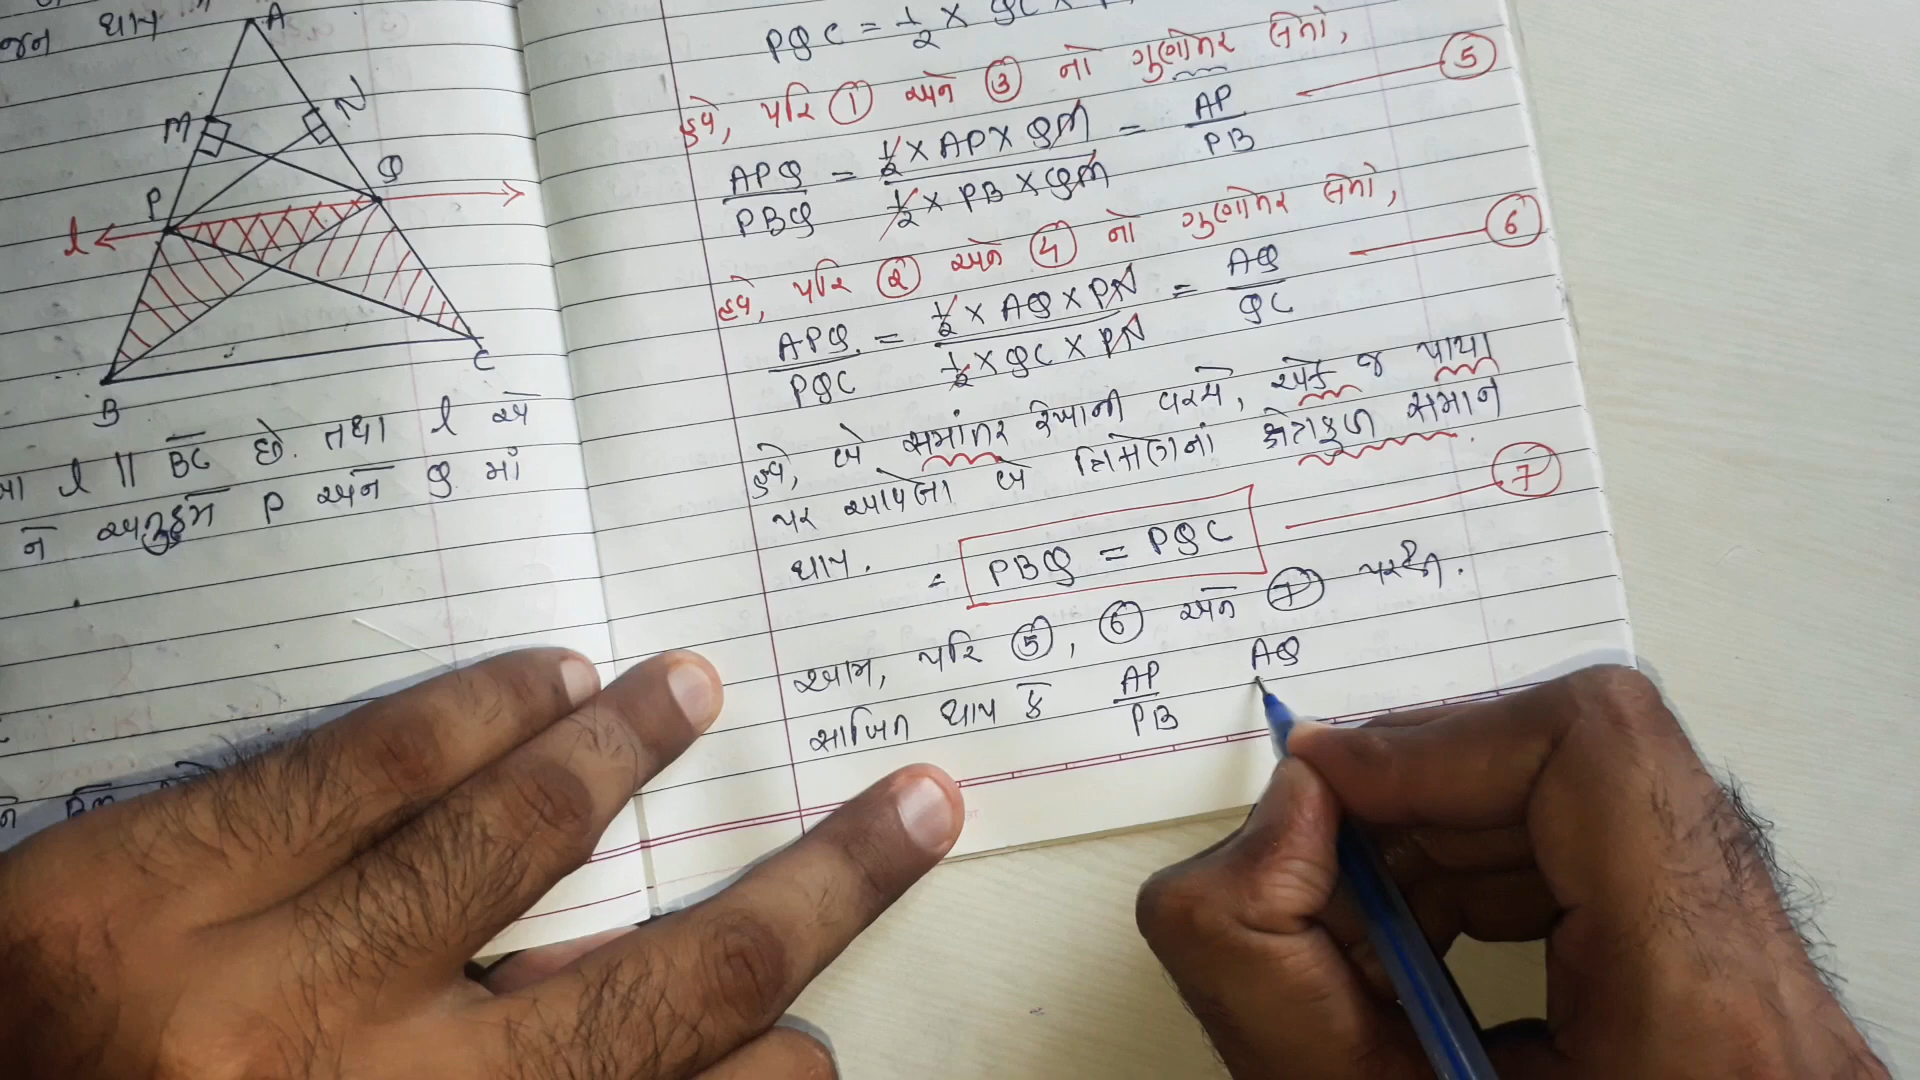 જન થાય
A
M
N
P
Q
l
B
C
l || BC છે. તથા l એ
ને અનુક્રમે P અને Q માં
PQC = 1/2 × QC ×
હવે, પરિ ① અને ③ નો ગુણોત્તર લેતાં,
APQ/PBQ = (1/2 × AP × QM)/(1/2 × PB × QM) = AP/PB ⑤
હવે, પરિ ② અને ④ નો ગુણોત્તર લેતાં,
APQ/PQC = (1/2 × AQ × PN)/(1/2 × QC × PN) = AQ/QC ⑥
હવે, બે સમાંતર રેખાની વચ્ચે, એક જ પાયા
પર આવેલા બે ત્રિકોણનાં ક્ષેત્રફળ સમાન
થાય.
= PBQ = PQC ⑦
આમ, પરિ ⑤, ⑥ અને ⑦ પરથી.
સાબિત થાય કે AP/PB AQ